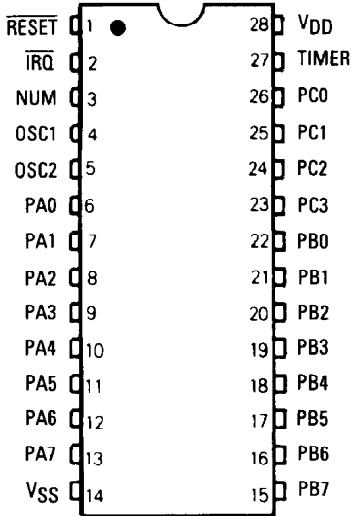 RESET 1 28 VDD
IRQ 2 27 TIMER
NUM 3 26 PC0
OSC1 4 25 PC1
OSC2 5 24 PC2
PA0 6 23 PC3
PA1 7 22 PB0
PA2 8 21 PB1
PA3 9 20 PB2
PA4 10 19 PB3
PA5 11 18 PB4
PA6 12 17 PB5
PA7 13 16 PB6
VSS 14 15 PB7